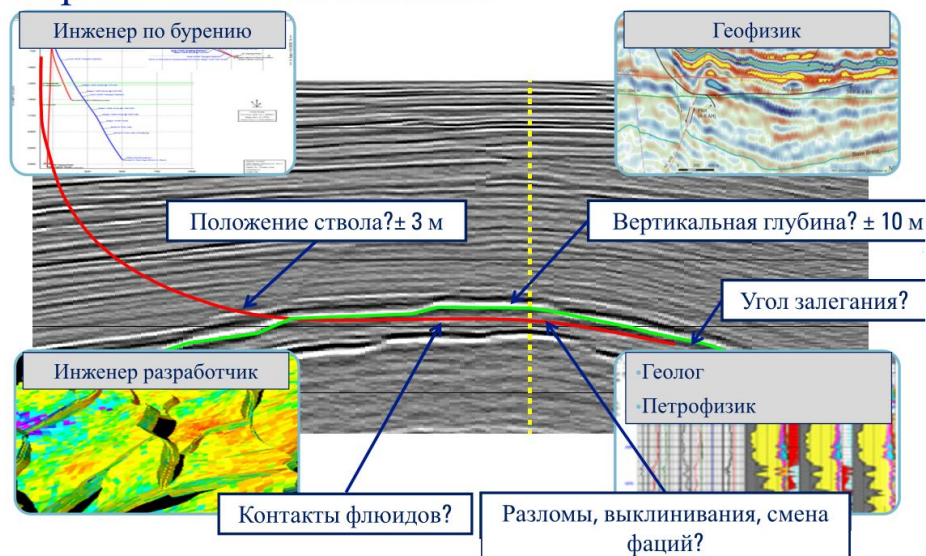 Инженер по бурению
Геофизик
Положение ствола?± 3 м
Вертикальная глубина? ± 10 м
Угол залегания?
Инженер разработчик
•Геолог
•Петрофизик
Контакты флюидов?
Разломы, выклинивания, смена
фаций?